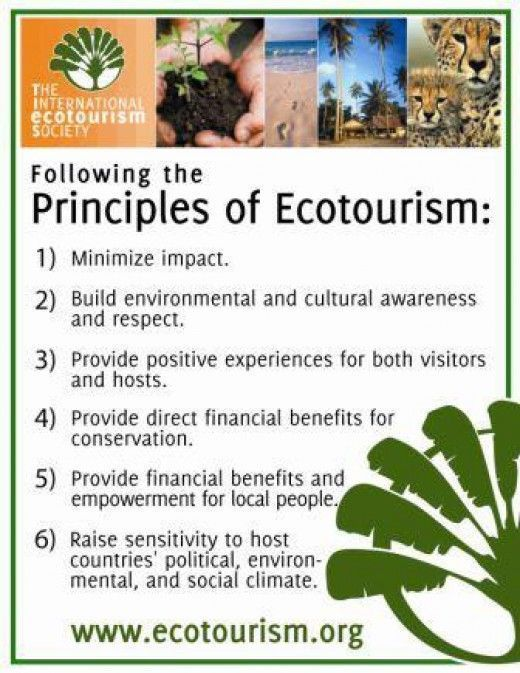 THE
INTERNATIONAL
ecotourism
SOCIETY
Following the
Principles of Ecotourism:
1) Minimize impact.
2) Build environmental and cultural awareness
and respect.
3) Provide positive experiences for both visitors
and hosts.
4) Provide direct financial benefits for
conservation.
5) Provide financial benefits and
empowerment for local people.
6) Raise sensitivity to host
countries' political, environ-
mental, and social climate.
www.ecotourism.org